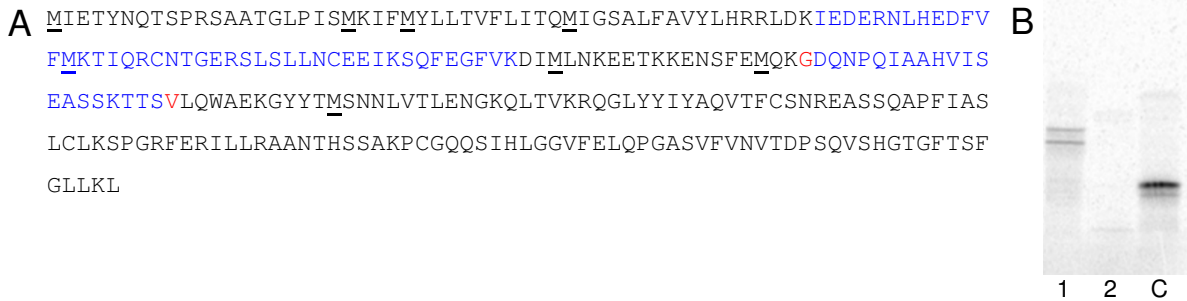 A B
MIETYNQTSPRSAATGLPISMKIFMYLLTVFLITQMIGSALFAVYLHRRLDKIEDERNLHEDFV
FMKTIQRCNTGERSLSLLNCEEIKSQFEGFVKDIMLNKEETKKENSFEMQKGDQNPQIAAHVIS
EASSKTTSVLQWAEKGYYTMSNNLVTLENGKQLTVKRQGLYYIYAQVTFCSNREASSQAPFIAS
LCLKSPGRFERILLRAANTHSSAKPCGQQSIHLGGVFELQPGASVFVNVTDPSQVSHGTGFTSF
GLLKL
1 2 C